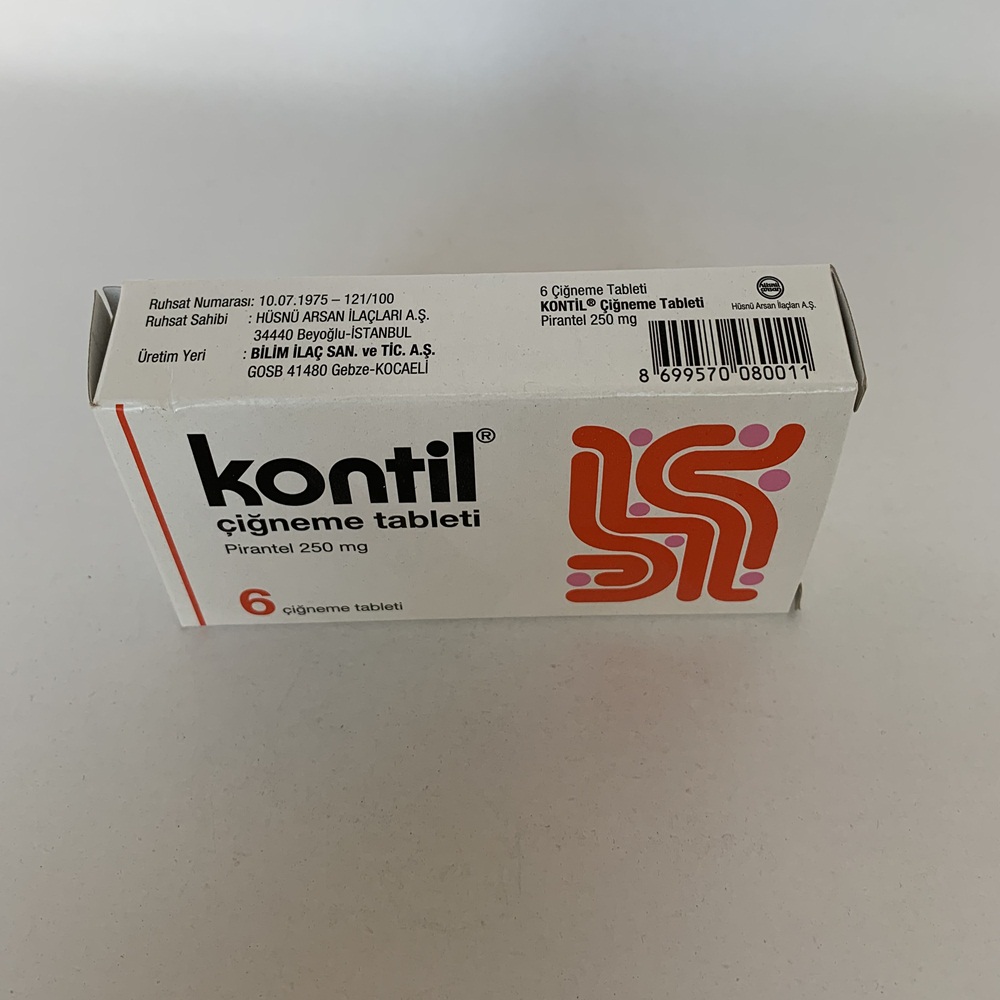 Ruhsat Numarası: 10.07.1975 – 121/100
Ruhsat Sahibi : HÜSNÜ ARSAN İLAÇLARI A.Ş.
34440 Beyoğlu-İSTANBUL
Üretim Yeri : BİLİM İLAÇ SAN. ve TİC. A.Ş.
GOSB 41480 Gebze-KOCAELİ
6 Çiğneme Tableti
KONTİL® Çiğneme Tableti
Pirantel 250 mg
hüsnü arsan
Hüsnü Arsan İlaçları A.Ş.
8 699570 080011
kontil®
çiğneme tableti
Pirantel 250 mg
6 çiğneme tableti